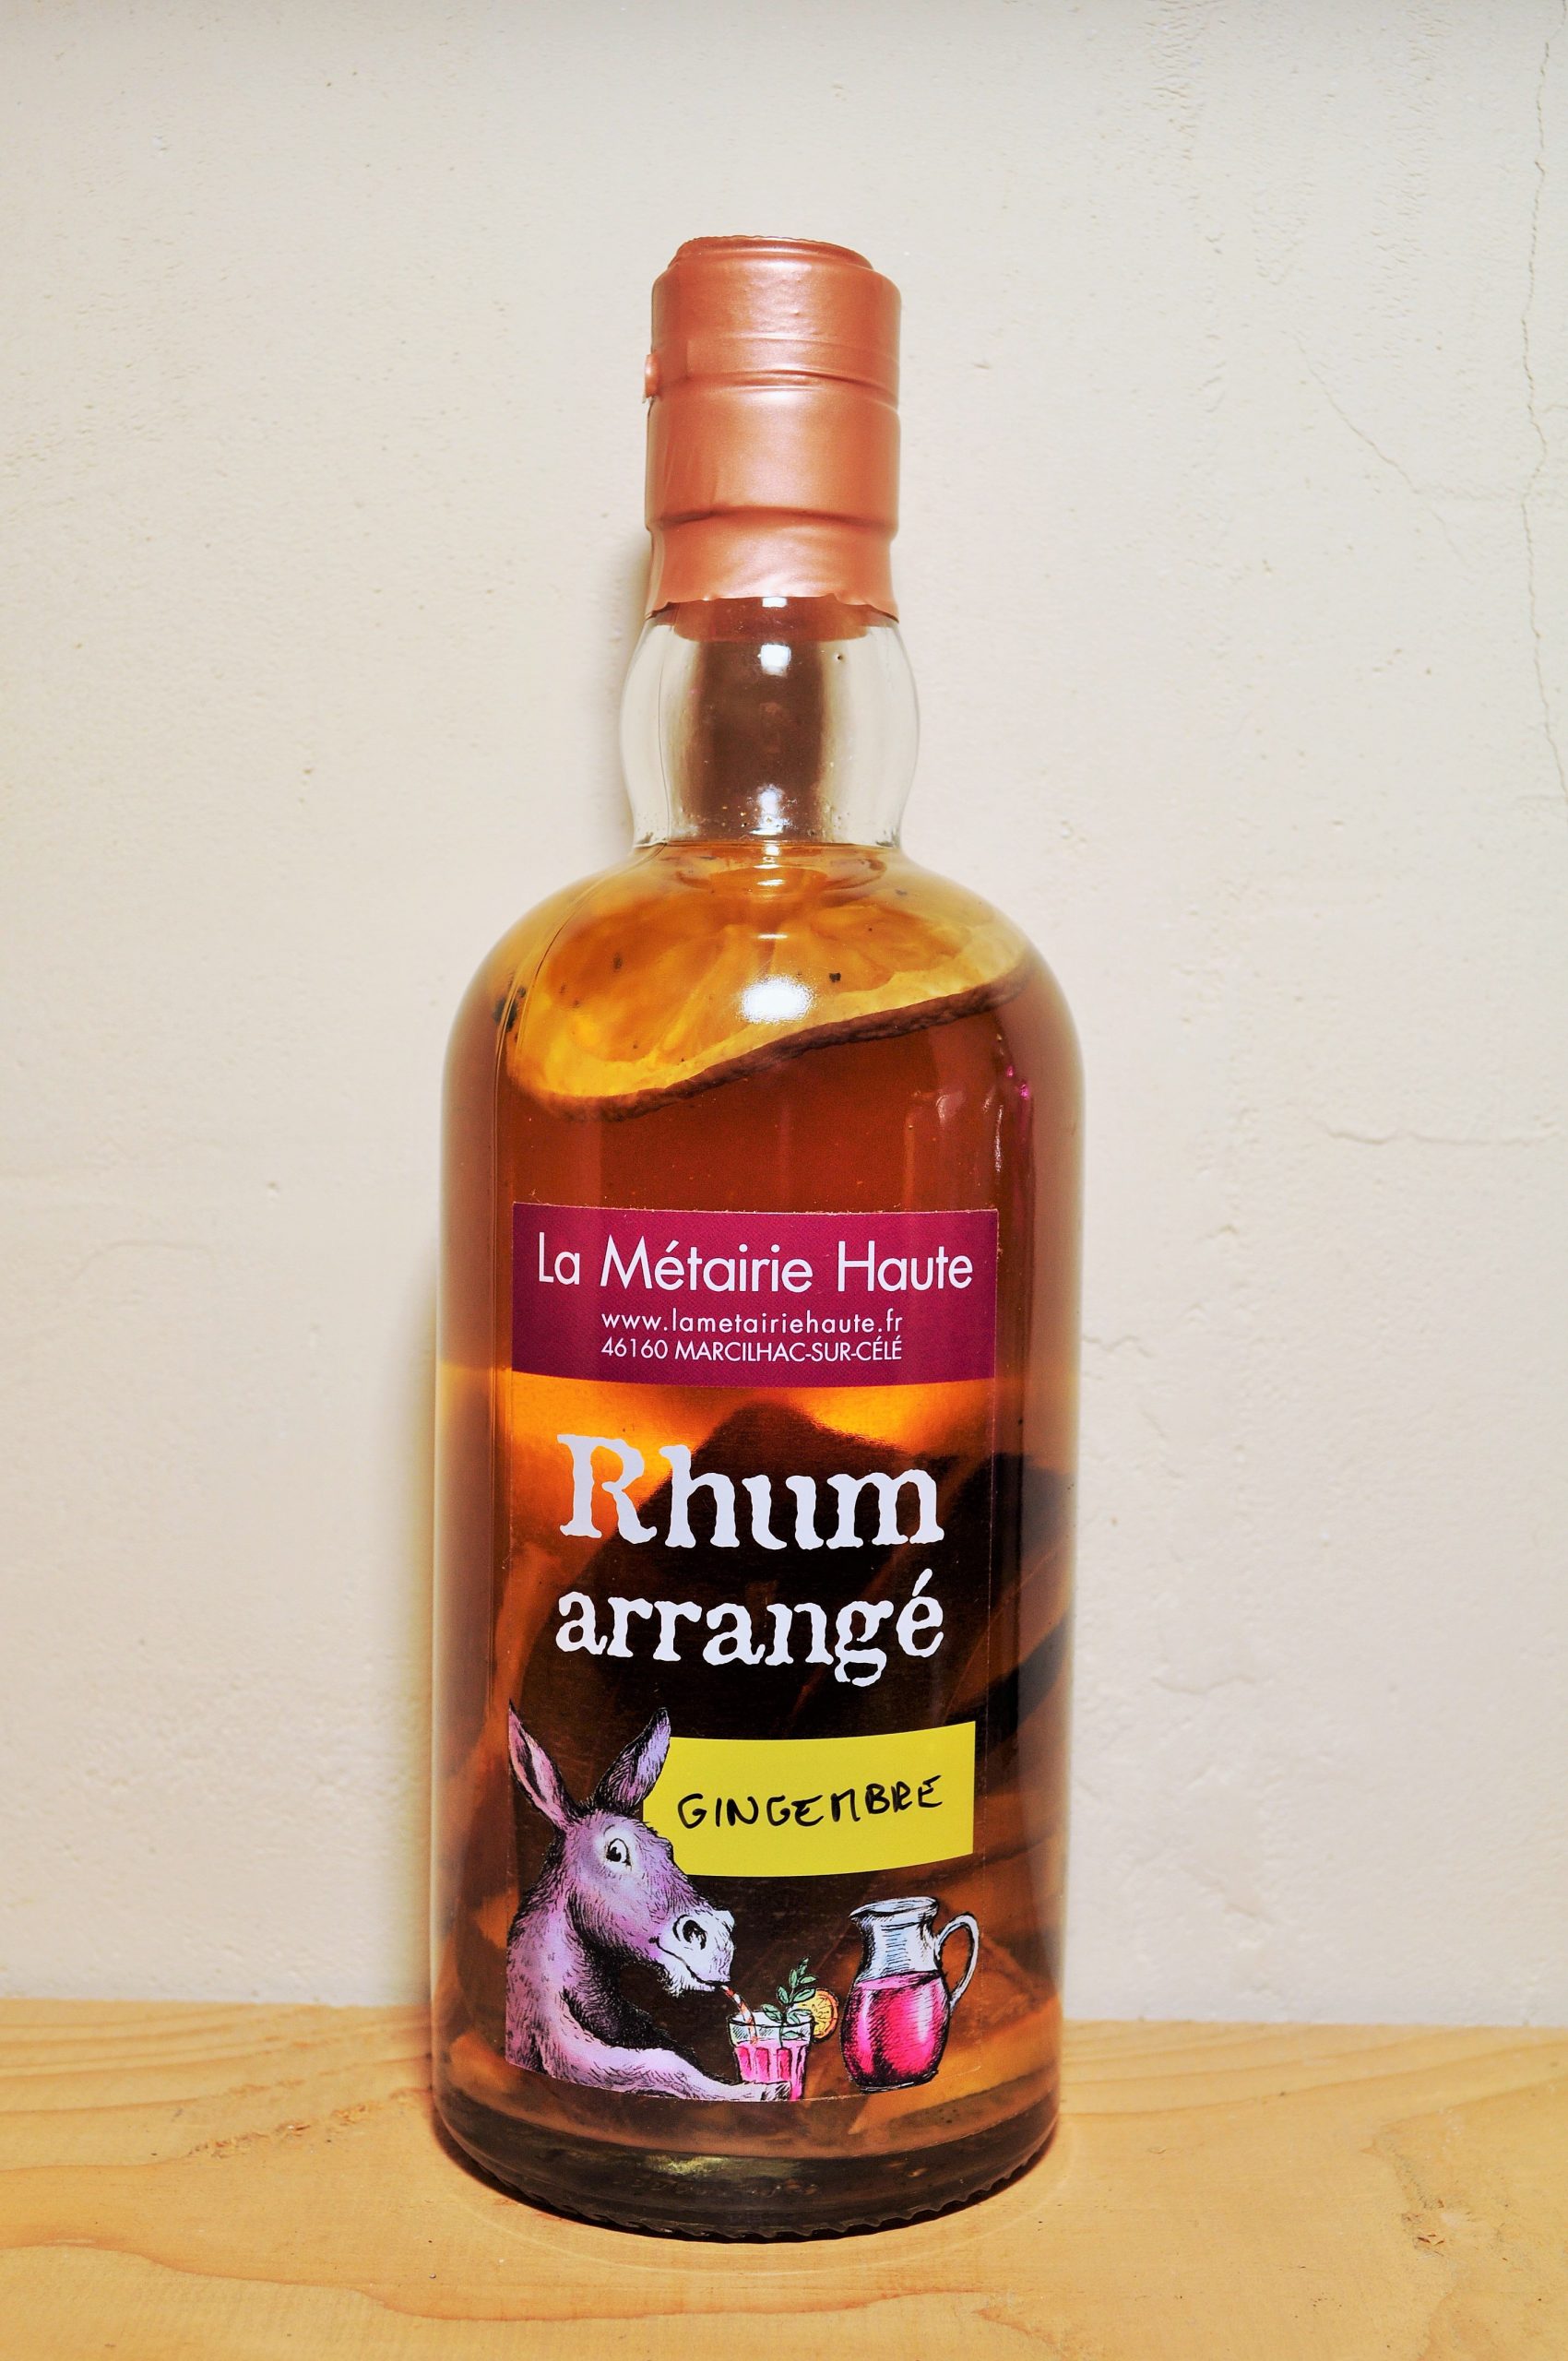 La Métairie Haute
www.lametairiehaute.fr
46160 MARCILHAC-SUR-CÉLÉ
Rhum
arrangé
GINGEMBRE